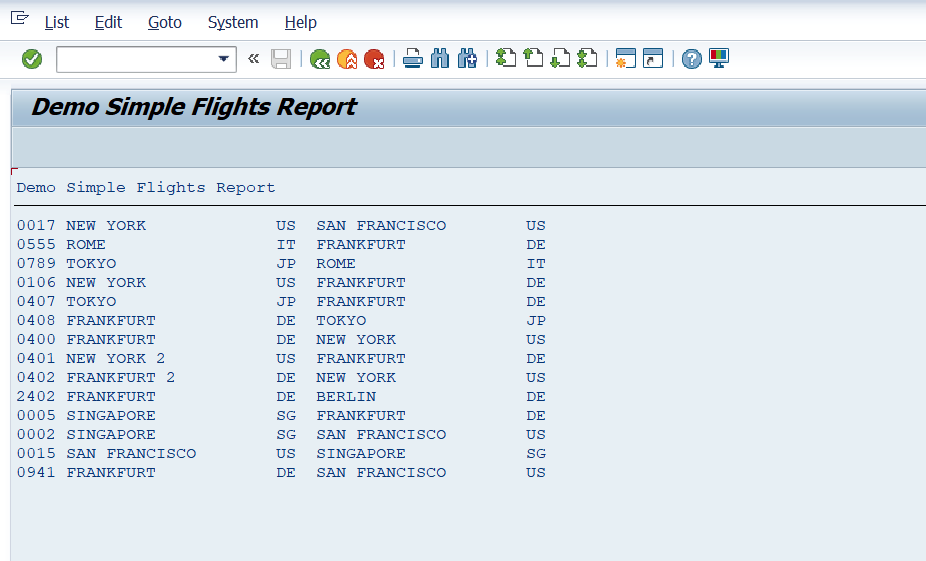 List Edit Goto System Help
Demo Simple Flights Report
Demo Simple Flights Report
0017 NEW YORK US SAN FRANCISCO US
0555 ROME IT FRANKFURT DE
0789 TOKYO JP ROME IT
0106 NEW YORK US FRANKFURT DE
0407 TOKYO JP FRANKFURT DE
0408 FRANKFURT DE TOKYO JP
0400 FRANKFURT DE NEW YORK US
0401 NEW YORK 2 US FRANKFURT DE
0402 FRANKFURT 2 DE NEW YORK US
2402 FRANKFURT DE BERLIN DE
0005 SINGAPORE SG FRANKFURT DE
0002 SINGAPORE SG SAN FRANCISCO US
0015 SAN FRANCISCO US SINGAPORE SG
0941 FRANKFURT DE SAN FRANCISCO US